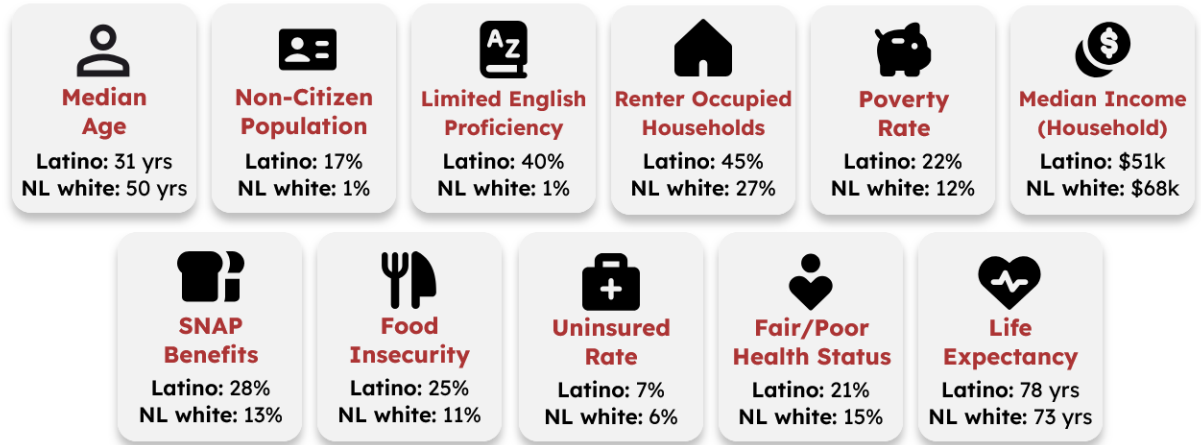 A Z
$
Median
Age
Latino: 31 yrs
NL white: 50 yrs
Non-Citizen
Population
Latino: 17%
NL white: 1%
Limited English
Proficiency
Latino: 40%
NL white: 1%
Renter Occupied
Households
Latino: 45%
NL white: 27%
Poverty
Rate
Latino: 22%
NL white: 12%
Median Income
(Household)
Latino: $51k
NL white: $68k
SNAP
Benefits
Latino: 28%
NL white: 13%
Food
Insecurity
Latino: 25%
NL white: 11%
Uninsured
Rate
Latino: 7%
NL white: 6%
Fair/Poor
Health Status
Latino: 21%
NL white: 15%
Life
Expectancy
Latino: 78 yrs
NL white: 73 yrs